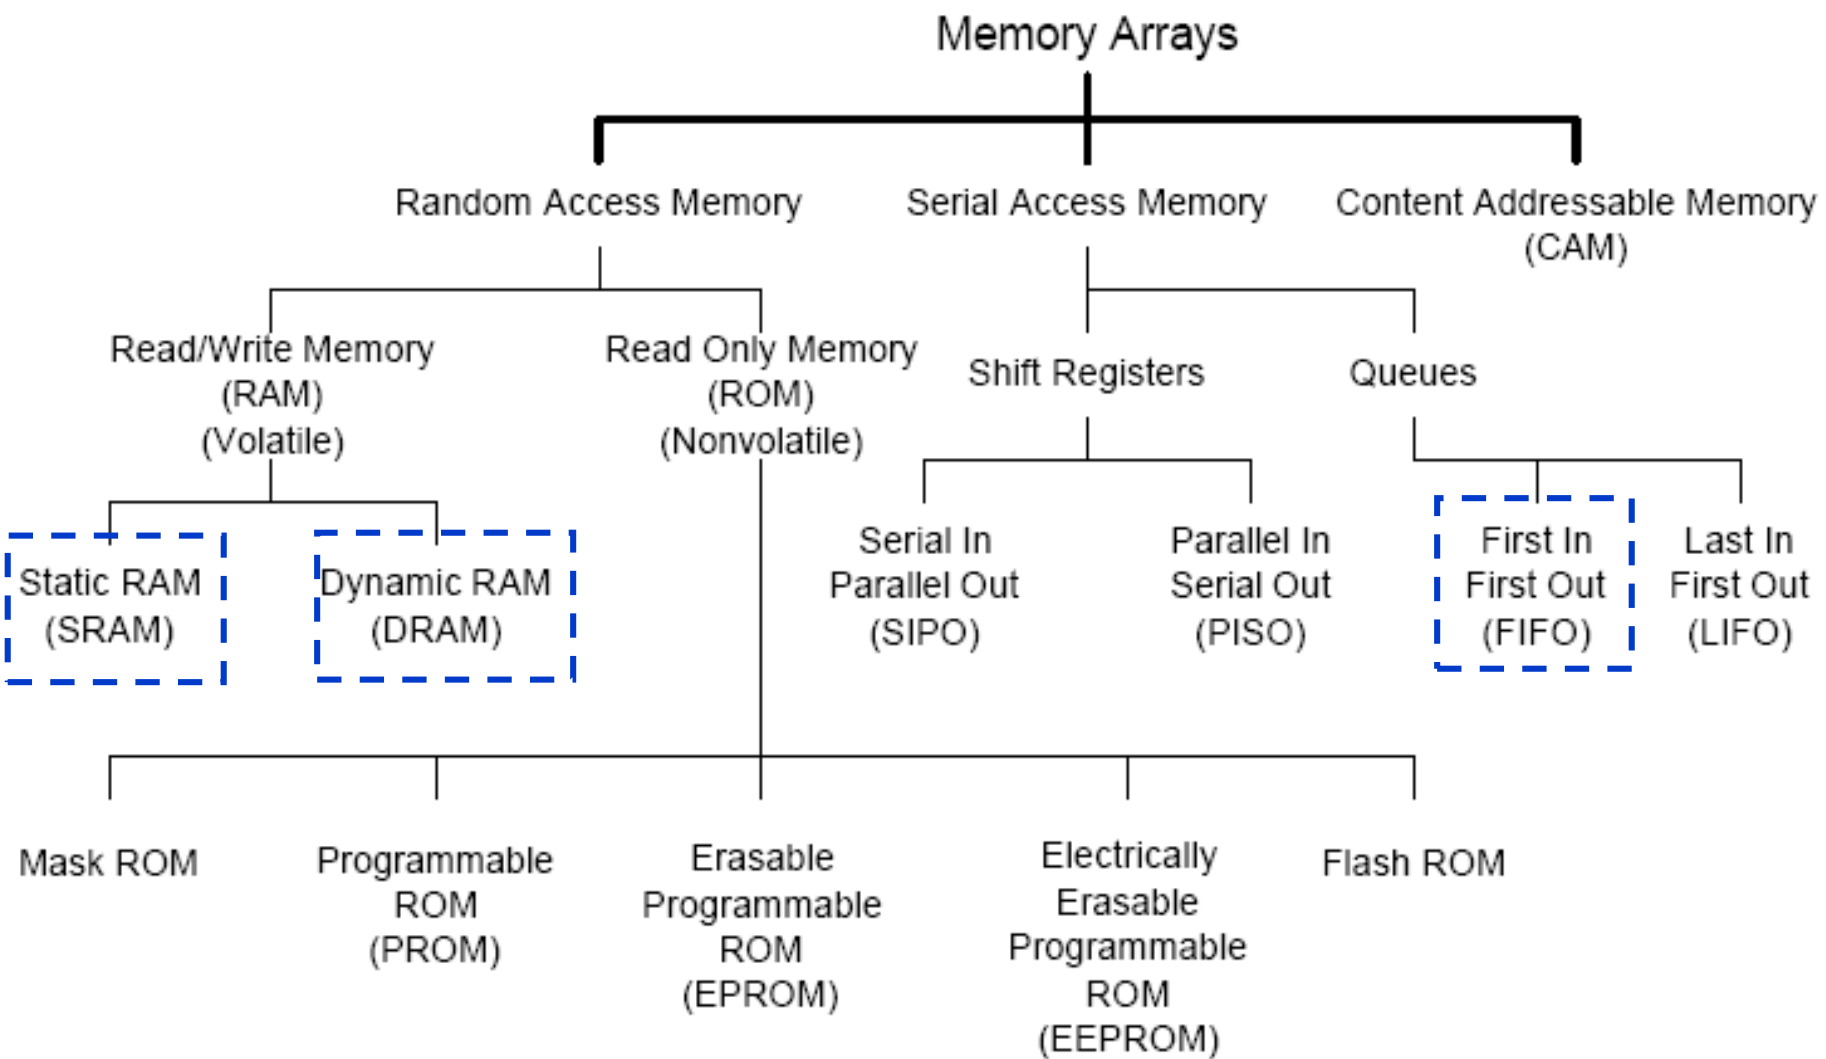 Memory Arrays
Random Access Memory
Serial Access Memory
Content Addressable Memory
(CAM)
Read/Write Memory
(RAM)
(Volatile)
Read Only Memory
(ROM)
(Nonvolatile)
Shift Registers
Queues
Static RAM
(SRAM)
Dynamic RAM
(DRAM)
Serial In
Parallel Out
(SIPO)
Parallel In
Serial Out
(PISO)
First In
First Out
(FIFO)
Last In
First Out
(LIFO)
Mask ROM
Programmable
ROM
(PROM)
Erasable
Programmable
ROM
(EPROM)
Electrically
Erasable
Programmable
ROM
(EEPROM)
Flash ROM